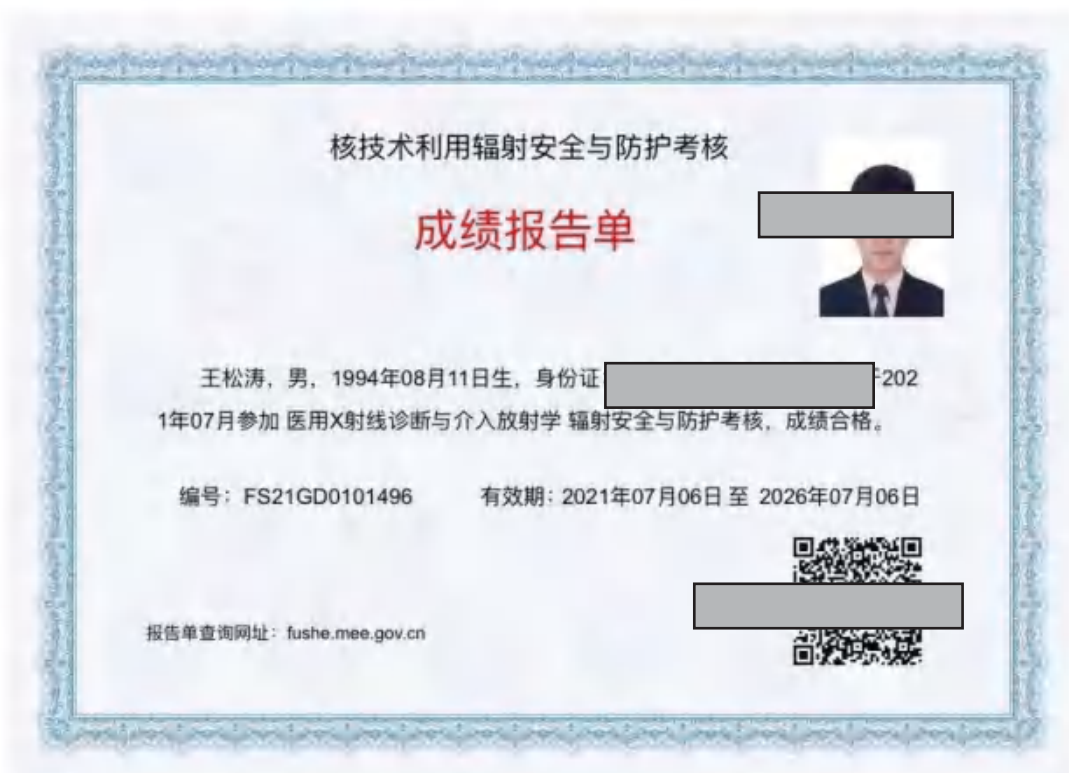 核技术利用辐射安全与防护考核
成绩报告单
王松涛，男，1994年08月11日生，身份证 于202
1年07月参加 医用X射线诊断与介入放射学 辐射安全与防护考核，成绩合格。
编号：FS21GD0101496 有效期：2021年07月06日 至 2026年07月06日
报告单查询网址：fushe.mee.gov.cn